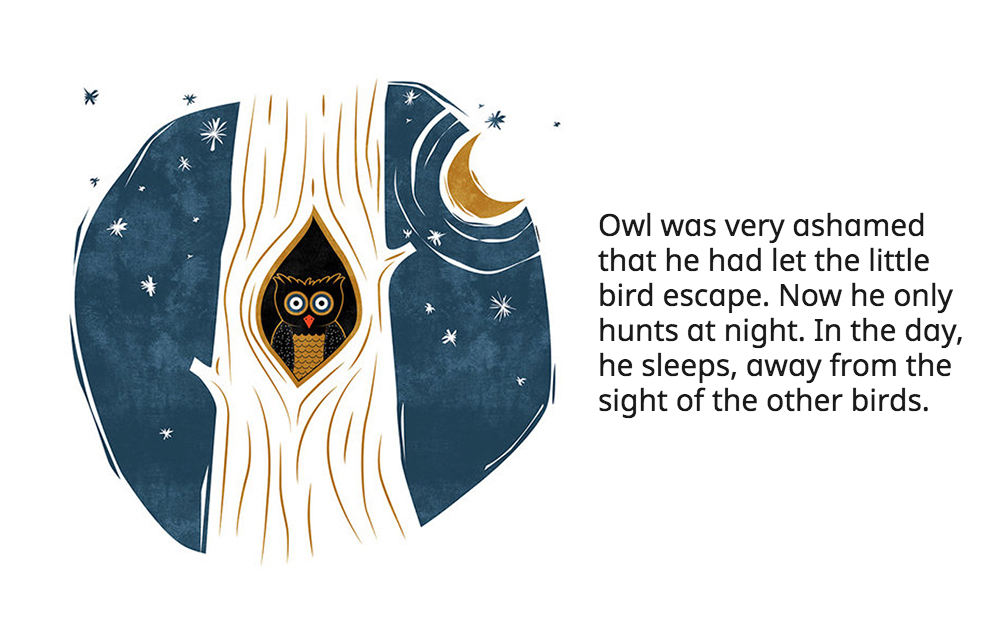 Owl was very ashamed
that he had let the little
bird escape. Now he only
hunts at night. In the day,
he sleeps, away from the
sight of the other birds.